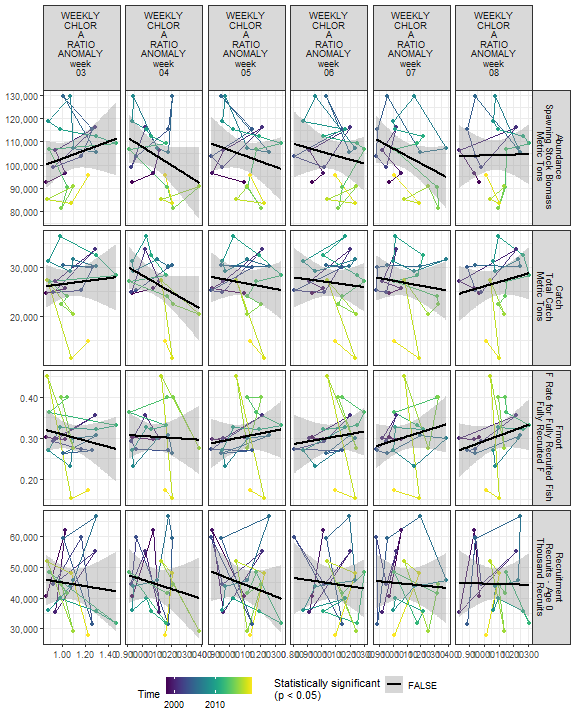 WEEKLY WEEKLY WEEKLY WEEKLY WEEKLY WEEKLY
CHLOR CHLOR CHLOR CHLOR CHLOR CHLOR
A A A A A A
RATIO RATIO RATIO RATIO RATIO RATIO
ANOMALY ANOMALY ANOMALY ANOMALY ANOMALY ANOMALY
week week week week week week
03 04 05 06 07 08
130,000
120,000
110,000
100,000
90,000
80,000
Abundance
Spawning Stock Biomass
Metric Tons
30,000
20,000
Catch
Total Catch
Metric Tons
0.40
0.30
0.20
Fmort
F Rate for Fully Recruited Fish
Fully Recruited F
60,000
50,000
40,000
30,000
Recruitment
Recruits - Age 0
Thousand Recruits
1.00 1.20 1.40
Time
2000 2010
Statistically significant
(p < 0.05)
FALSE